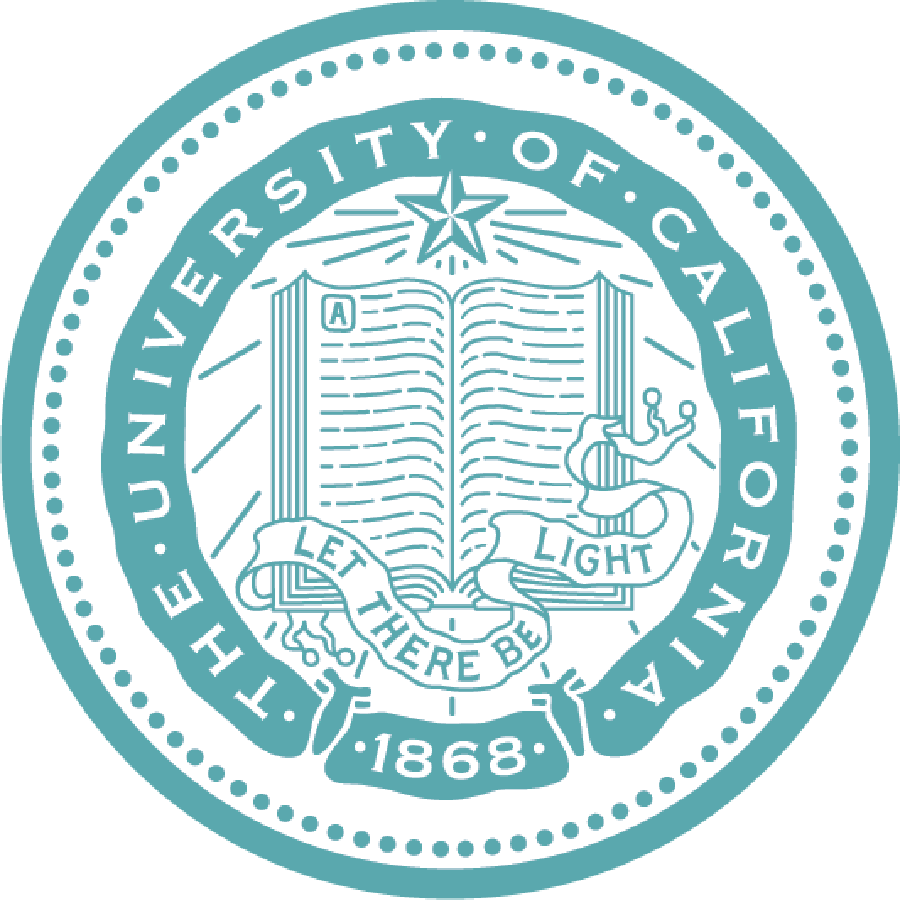 THE · UNIVERSITY · OF · CALIFORNIA ·
A
LET THERE BE LIGHT
· 1868 ·